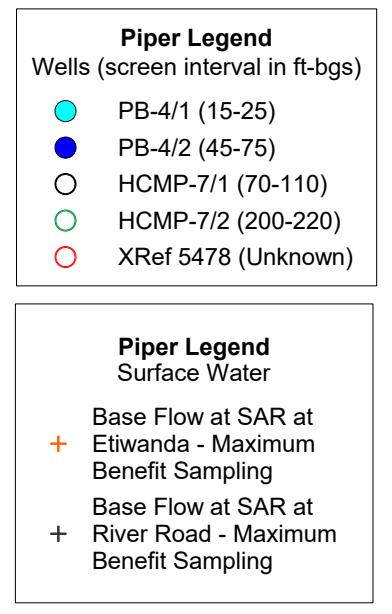 Piper Legend
Wells (screen interval in ft-bgs)
PB-4/1 (15-25)
PB-4/2 (45-75)
HCMP-7/1 (70-110)
HCMP-7/2 (200-220)
XRef 5478 (Unknown)
Piper Legend
Surface Water
Base Flow at SAR at
Etiwanda - Maximum
Benefit Sampling
Base Flow at SAR at
River Road - Maximum
Benefit Sampling